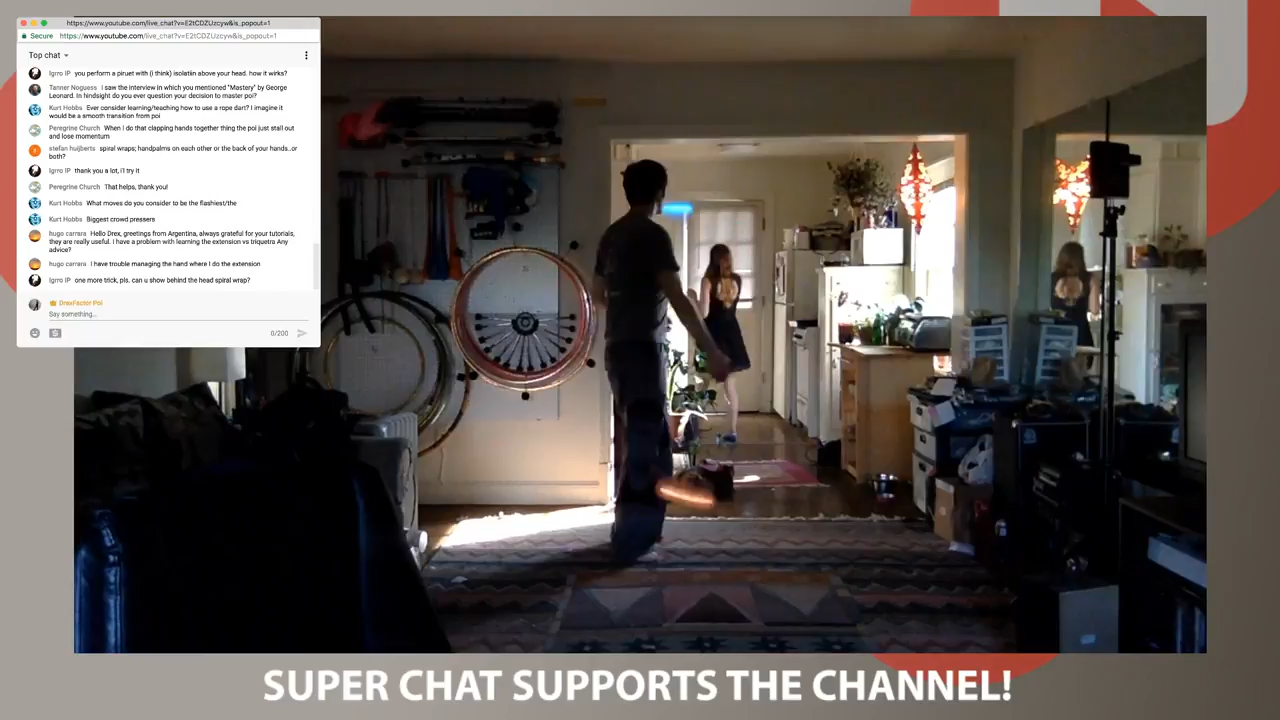 https://www.youtube.com/live_chat?v=E2tCDZUzcyw&is_popout=1
Secure https://www.youtube.com/live_chat?v=E2tCDZUzcyw&is_popout=1
Top chat
Igrro IP you perform a piruet with (i think) isolatiin above your head. how it wirks?
Tanner Noguess I saw the interview in which you mentioned "Mastery" by George
Leonard. In hindsight do you ever question your decision to master poi?
Kurt Hobbs Ever consider learning/teaching how to use a rope dart? I imagine it
would be a smooth transition from poi
Peregrine Church When I do that clapping hands together thing the poi just stall out
and lose momentum
stefan huijberts spiral wraps; handpalms on each other or the back of your hands..or
both?
Igrro IP thank you a lot, i'l try it
Peregrine Church That helps, thank you!
Kurt Hobbs What moves do you consider to be the flashiest/the
Kurt Hobbs Biggest crowd pressers
hugo carrara Hello Drex, greetings from Argentina, always grateful for your tutorials,
they are really useful. I have a problem with learning the extension vs triquetra Any
advice?
hugo carrara I have trouble managing the hand where I do the extension
Igrro IP one more trick, pls. can u show behind the head spiral wrap?
DrexFactor Poi
Say something...
0/200
SUPER CHAT SUPPORTS THE CHANNEL!